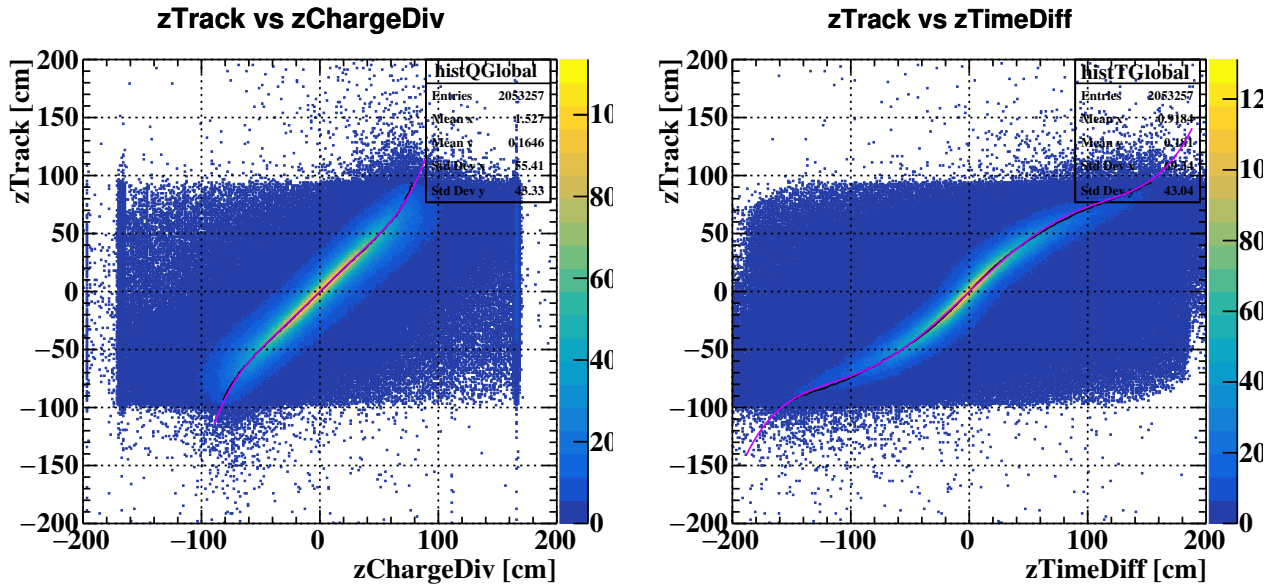 zTrack vs zChargeDiv
zTrack [cm]
200
150
100
50
0
−50
−100
−150
−200
−200
−100
0
100
200
zChargeDiv [cm]
histQGlobal
Entries 2053257
Mean x 1.527
Mean y 0.1646
Std Dev x 55.41
Std Dev y 43.33
10
80
60
40
20
0
zTrack vs zTimeDiff
zTrack [cm]
200
150
100
50
0
−50
−100
−150
−200
−200
−100
0
100
200
zTimeDiff [cm]
histTGlobal
Entries 2053257
Mean x 0.9184
Mean y
Std Dev x
Std Dev y 43.04
12
10
80
60
40
20
0